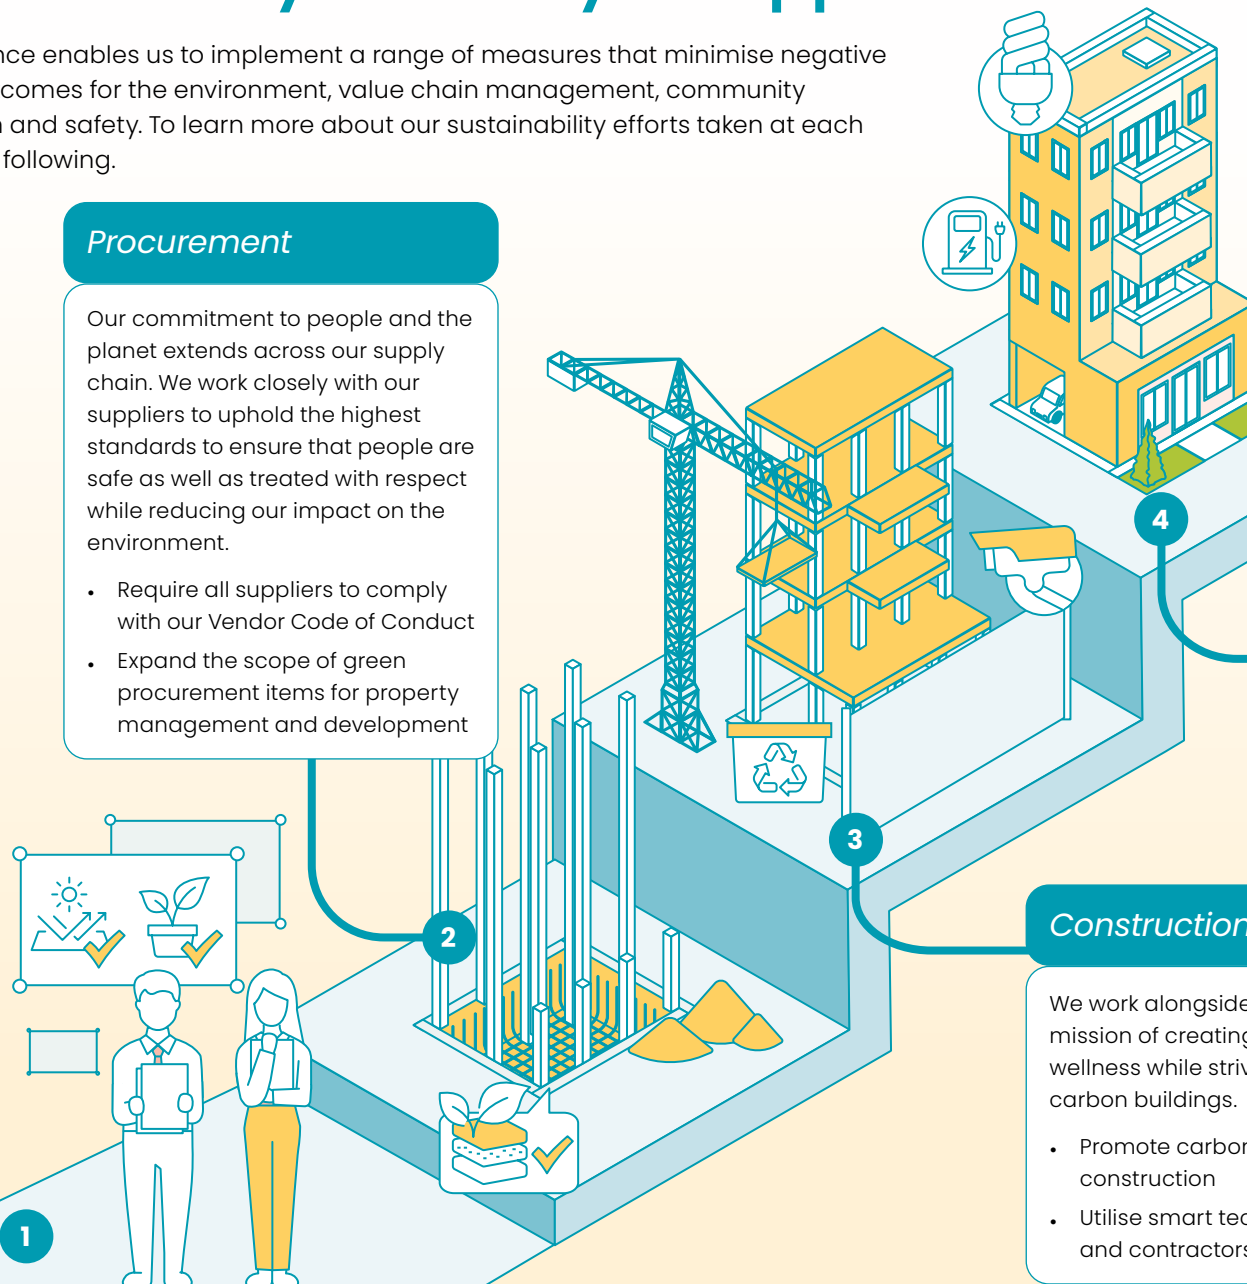 enables us to implement a range of measures that minimise negative
for the environment, value chain management, community
and safety. To learn more about our sustainability efforts taken at each
following.
Procurement
Our commitment to people and the
planet extends across our supply
chain. We work closely with our
suppliers to uphold the highest
standards to ensure that people are
safe as well as treated with respect
while reducing our impact on the
environment.
• Require all suppliers to comply
with our Vendor Code of Conduct
• Expand the scope of green
procurement items for property
management and development
4
3
2
Construction
We work alongside
mission of creating
wellness while
carbon buildings.
• Promote
construction
• Utilise smart
and contractors
1